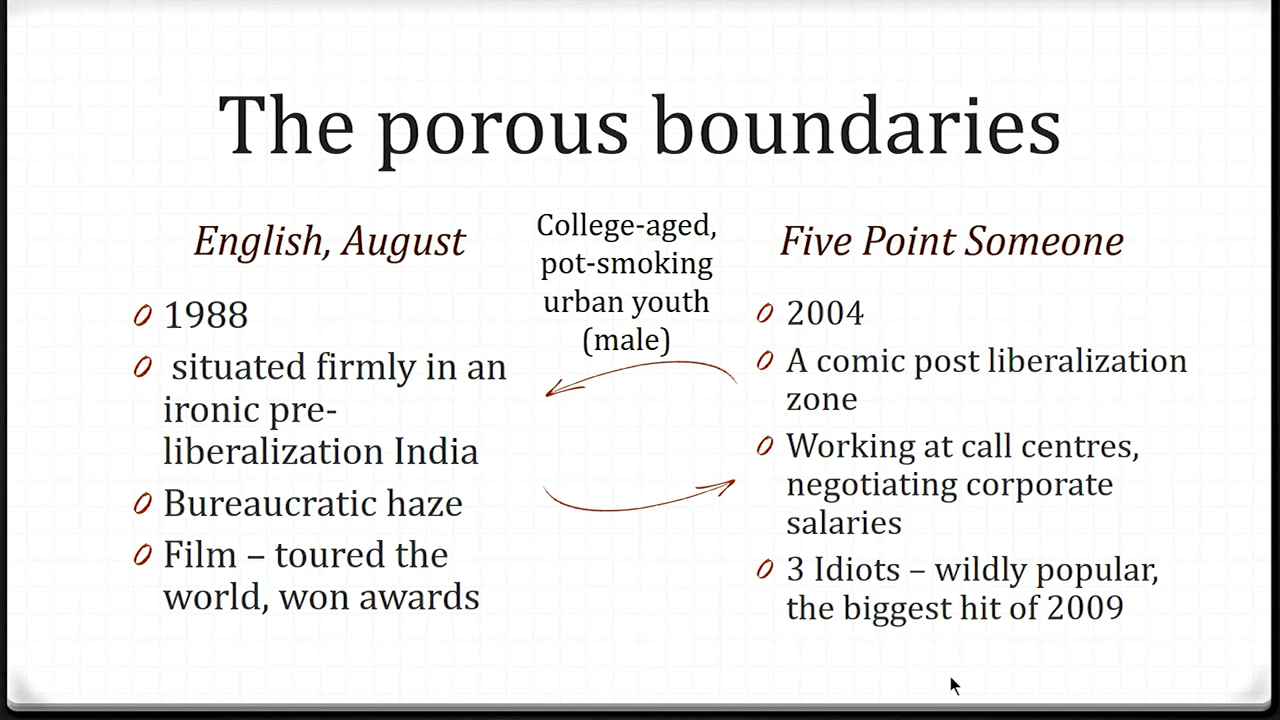 The porous boundaries
English, August
1988
situated firmly in an
ironic pre-
liberalization India
Bureaucratic haze
Film – toured the
world, won awards
College-aged,
pot-smoking
urban youth
(male)
Five Point Someone
2004
A comic post liberalization
zone
Working at call centres,
negotiating corporate
salaries
3 Idiots – wildly popular,
the biggest hit of 2009